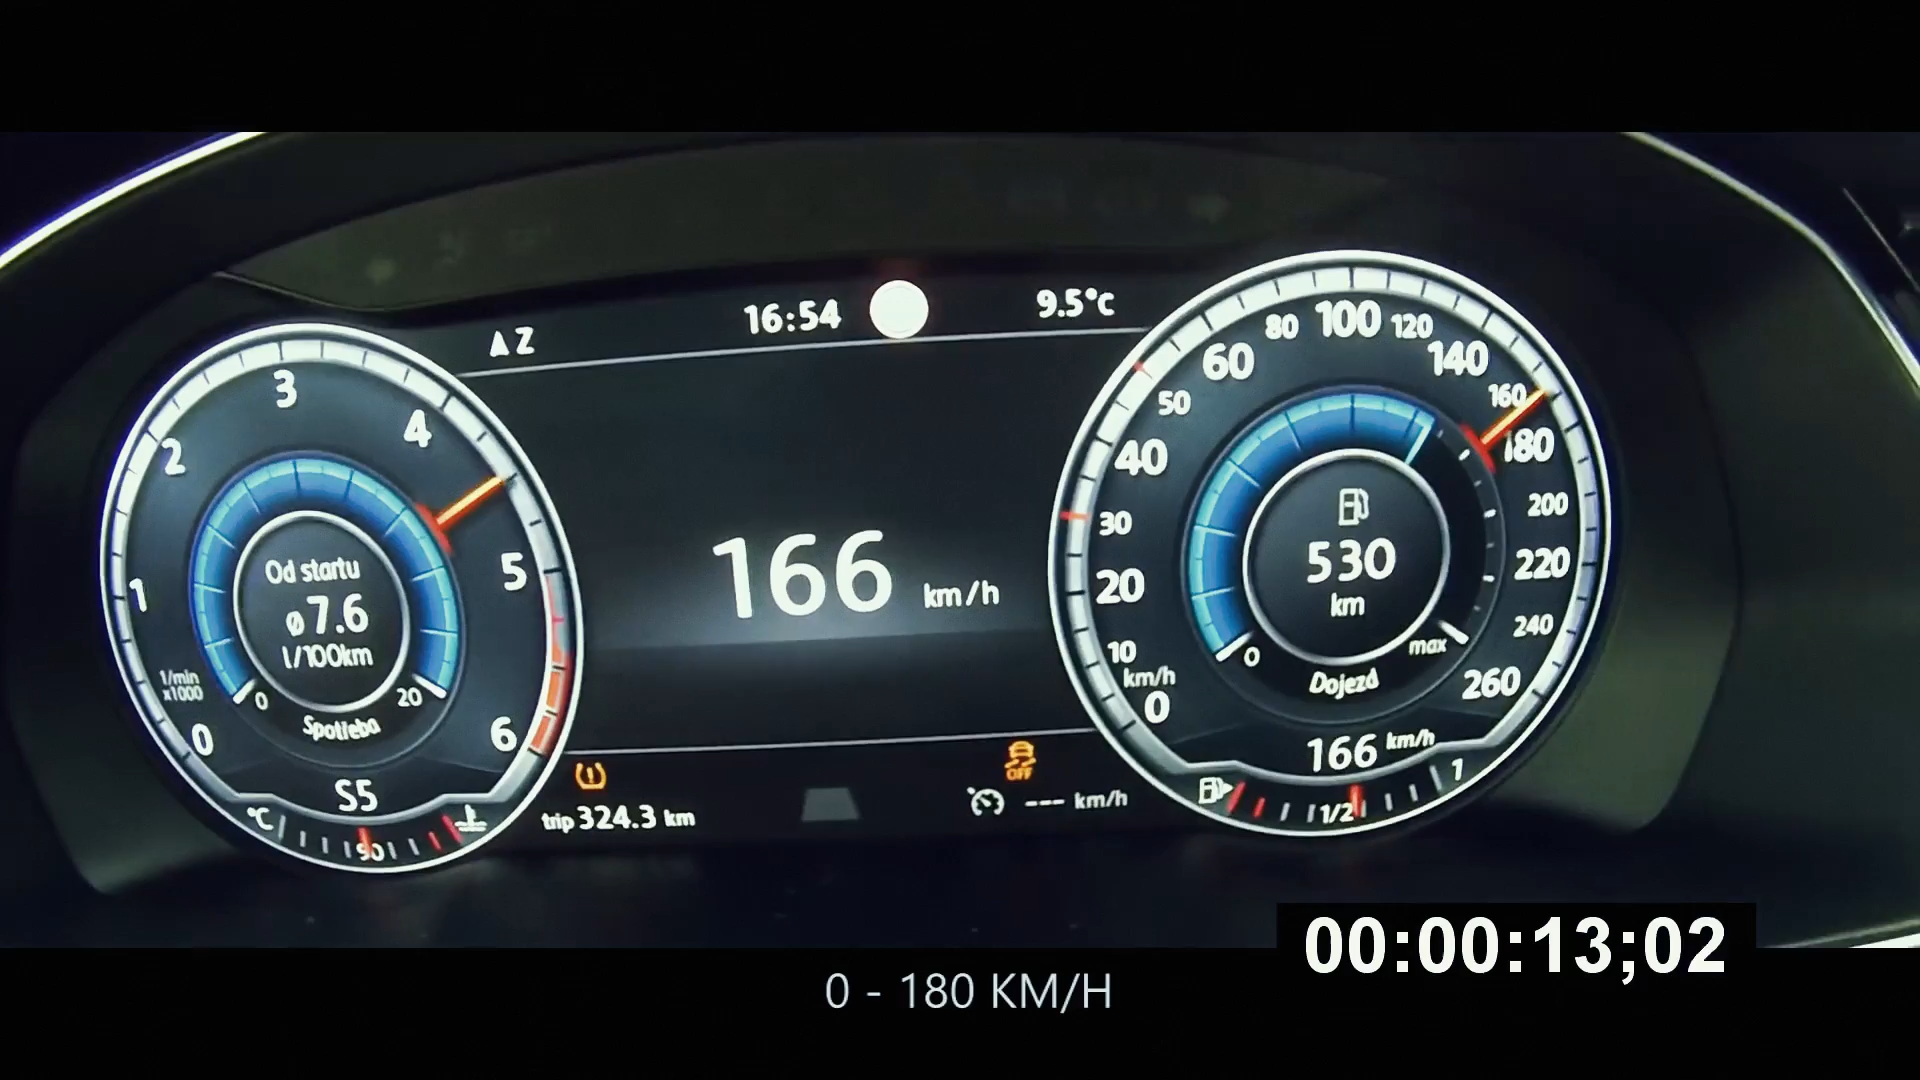 ▲ Z
16:54
9.5°C
0
1
2
3
4
5
6
1/min
x1000
Od startu
ø7.6
l/100km
0
20
Spotřeba
S5
°C
90
166 km/h
trip 324.3 km
OFF
--- km/h
0
km/h
10
20
30
40
50
60
80
100
120
140
160
180
200
220
240
260
530
km
0
max
Dojezd
166 km/h
1/2
1
00:00:13;02
0 - 180 KM/H